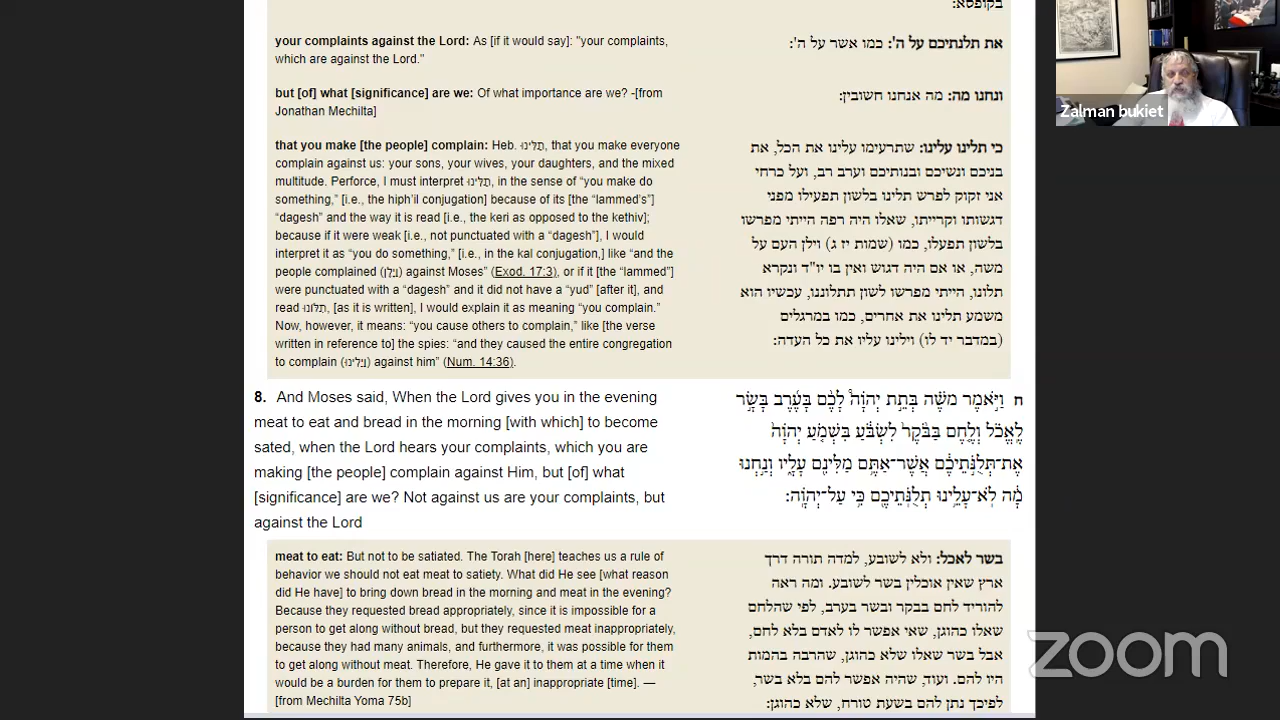 בקופסא:
your complaints against the Lord: As [if it would say]: "your complaints,
which are against the Lord."
את תלנתיכם על ה': כמו אשר על ה':
but [of] what [significance] are we: Of what importance are we? -[from
Jonathan Mechilta]
ונחנו מה: מה אנחנו חשובין:
that you make [the people] complain: Heb. תַלִּינוּ, that you make everyone
complain against us: your sons, your wives, your daughters, and the mixed
multitude. Perforce, I must interpret תַלִּינוּ, in the sense of “you make do
something,” [i.e., the hiph’il conjugation] because of its [the “lammed’s”]
“dagesh” and the way it is read [i.e., the keri as opposed to the kethiv];
because if it were weak [i.e., not punctuated with a “dagesh”], I would
interpret it as “you do something,” [i.e., in the kal conjugation,] like “and the
people complained (וַיָּלֶן) against Moses” (Exod. 17:3), or if it [the “lammed”]
were punctuated with a “dagesh” and it did not have a “yud” [after it], and
read תִלּוֹנוּ, [as it is written], I would explain it as meaning “you complain.”
Now, however, it means: “you cause others to complain,” like [the verse
written in reference to] the spies: “and they caused the entire congregation
to complain (וַיַּלִּינוּ) against him” (Num. 14:36).
כי תלינו עלינו: שתרעימו עלינו את הכל, את
בניכם ונשיכם ובנותיכם וערב רב, ועל כרחי
אני זקוק לפרש תלינו בלשון תפעילו מפני
דגשותו וקרייתו, שאלו היה רפה הייתי מפרשו
בלשון תפעלו, כמו (שמות יז ג) וילן העם על
משה, או אם היה דגוש ואין בו יו"ד ונקרא
תלונו, הייתי מפרשו לשון תתלוננו, עכשיו הוא
משמע תלינו את אחרים, כמו במרגלים
(במדבר יד לו) וילינו עליו את כל העדה:
8. And Moses said, When the Lord gives you in the evening
meat to eat and bread in the morning [with which] to become
sated, when the Lord hears your complaints, which you are
making [the people] complain against Him, but [of] what
[significance] are we? Not against us are your complaints, but
against the Lord
ח וַיֹּ֣אמֶר משֶׁ֗ה בְּתֵ֣ת יְהֹוָה֩ לָכֶ֨ם בָּעֶ֜רֶב בָּשָׂ֣ר
לֶֽאֱכֹ֗ל וְלֶ֤חֶם בַּבֹּ֨קֶר֙ לִשְׂבֹּ֔עַ בִּשְׁמֹ֤עַ יְהֹוָה֙
אֶת־תְּלֻנֹּ֣תֵיכֶ֔ם אֲשֶׁר־אַתֶּ֥ם מַלִּינִ֖ם עָלָ֑יו וְנַ֣חְנוּ
מָ֔ה לֹֽא־עָלֵ֥ינוּ תְלֻנֹּֽתֵיכֶ֖ם כִּ֥י עַל־יְהֹוָֽה:
meat to eat: But not to be satiated. The Torah [here] teaches us a rule of
behavior we should not eat meat to satiety. What did He see [what reason
did He have] to bring down bread in the morning and meat in the evening?
Because they requested bread appropriately, since it is impossible for a
person to get along without bread, but they requested meat inappropriately,
because they had many animals, and furthermore, it was possible for them
to get along without meat. Therefore, He gave it to them at a time when it
would be a burden for them to prepare it, [at an] inappropriate [time]. —
[from Mechilta Yoma 75b]
בשר לאכל: ולא לשובע, למדה תורה דרך
ארץ שאין אוכלין בשר לשובע. ומה ראה
להוריד לחם בבקר ובשר בערב, לפי שהלחם
שאלו כהוגן, שאי אפשר לו לאדם בלא לחם,
אבל בשר שאלו שלא כהוגן, שהרבה בהמות
היו להם. ועוד, שהיה אפשר להם בלא בשר,
לפיכך נתן להם בשעת טורח, שלא כהוגן:
Zalman bukiet
zoom